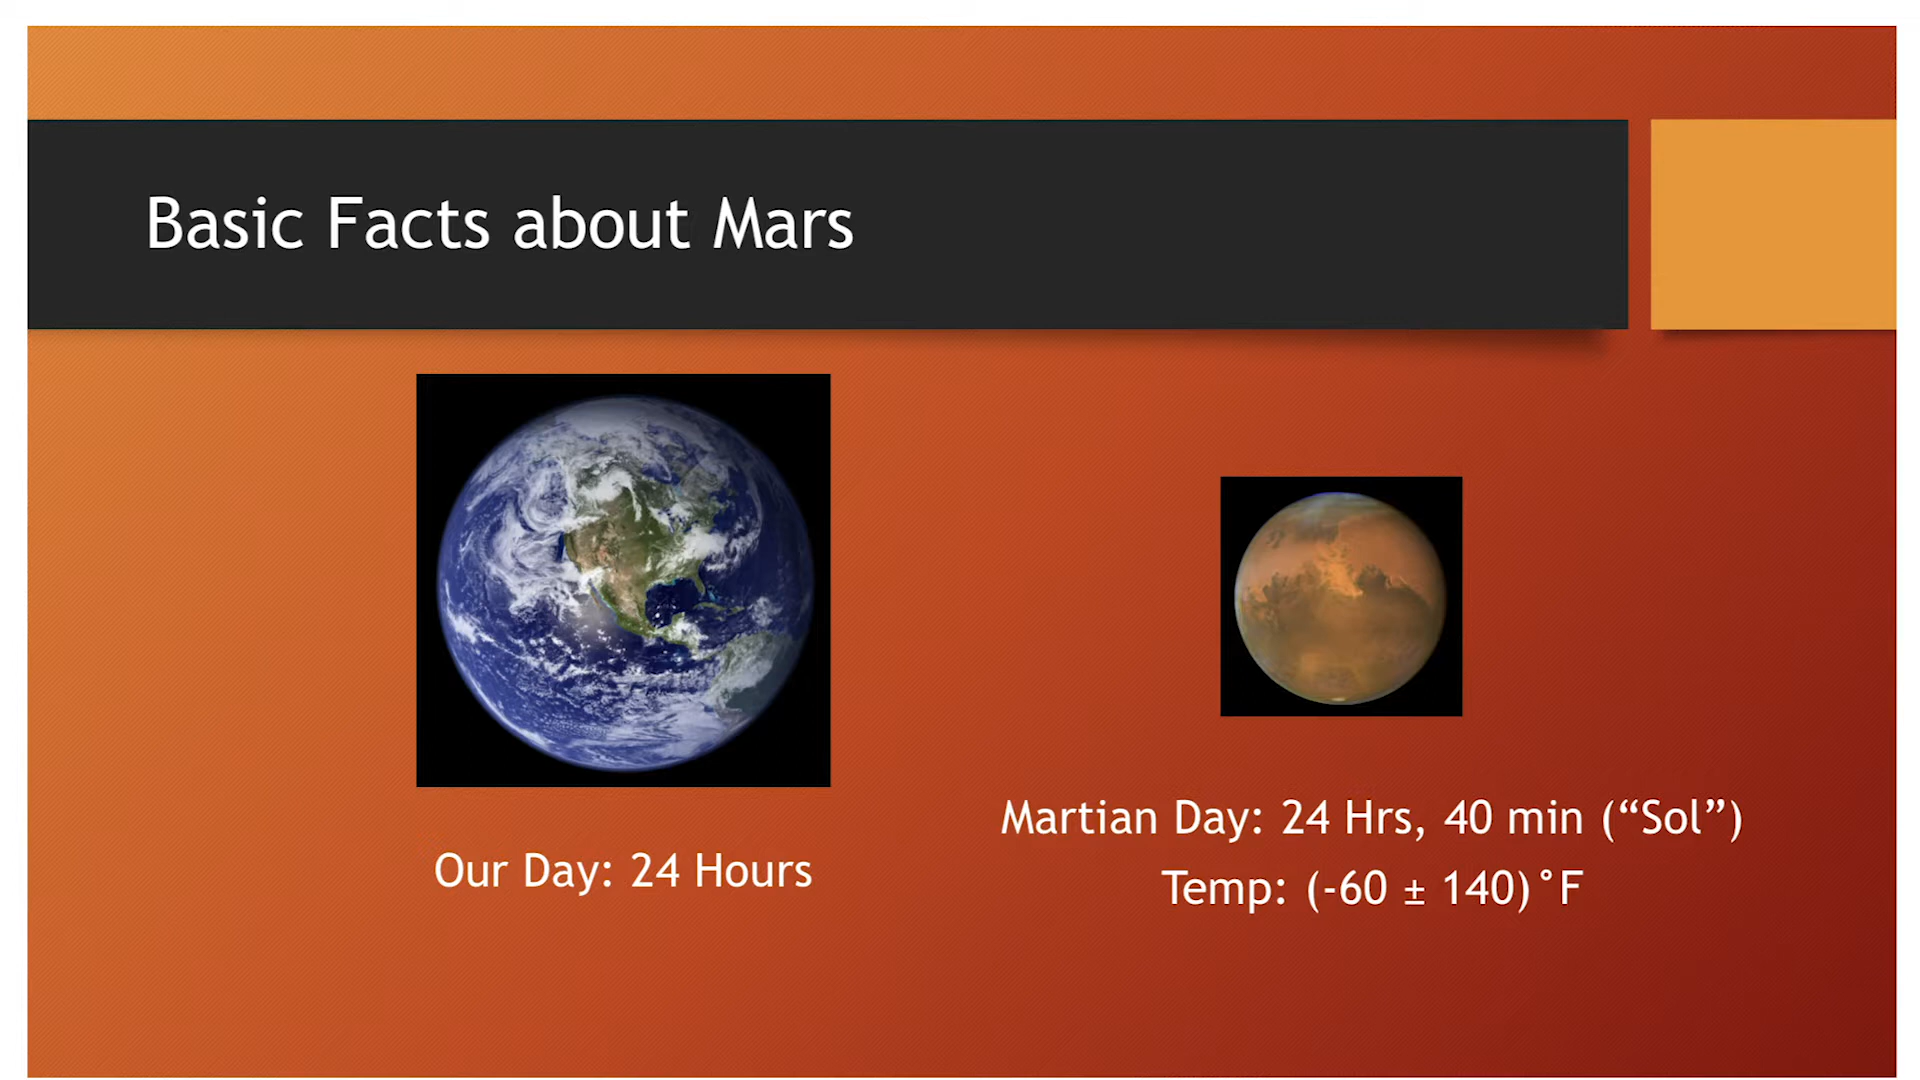 Basic Facts about Mars
Our Day: 24 Hours
Martian Day: 24 Hrs, 40 min (“Sol”)
Temp: (-60 ± 140)°F